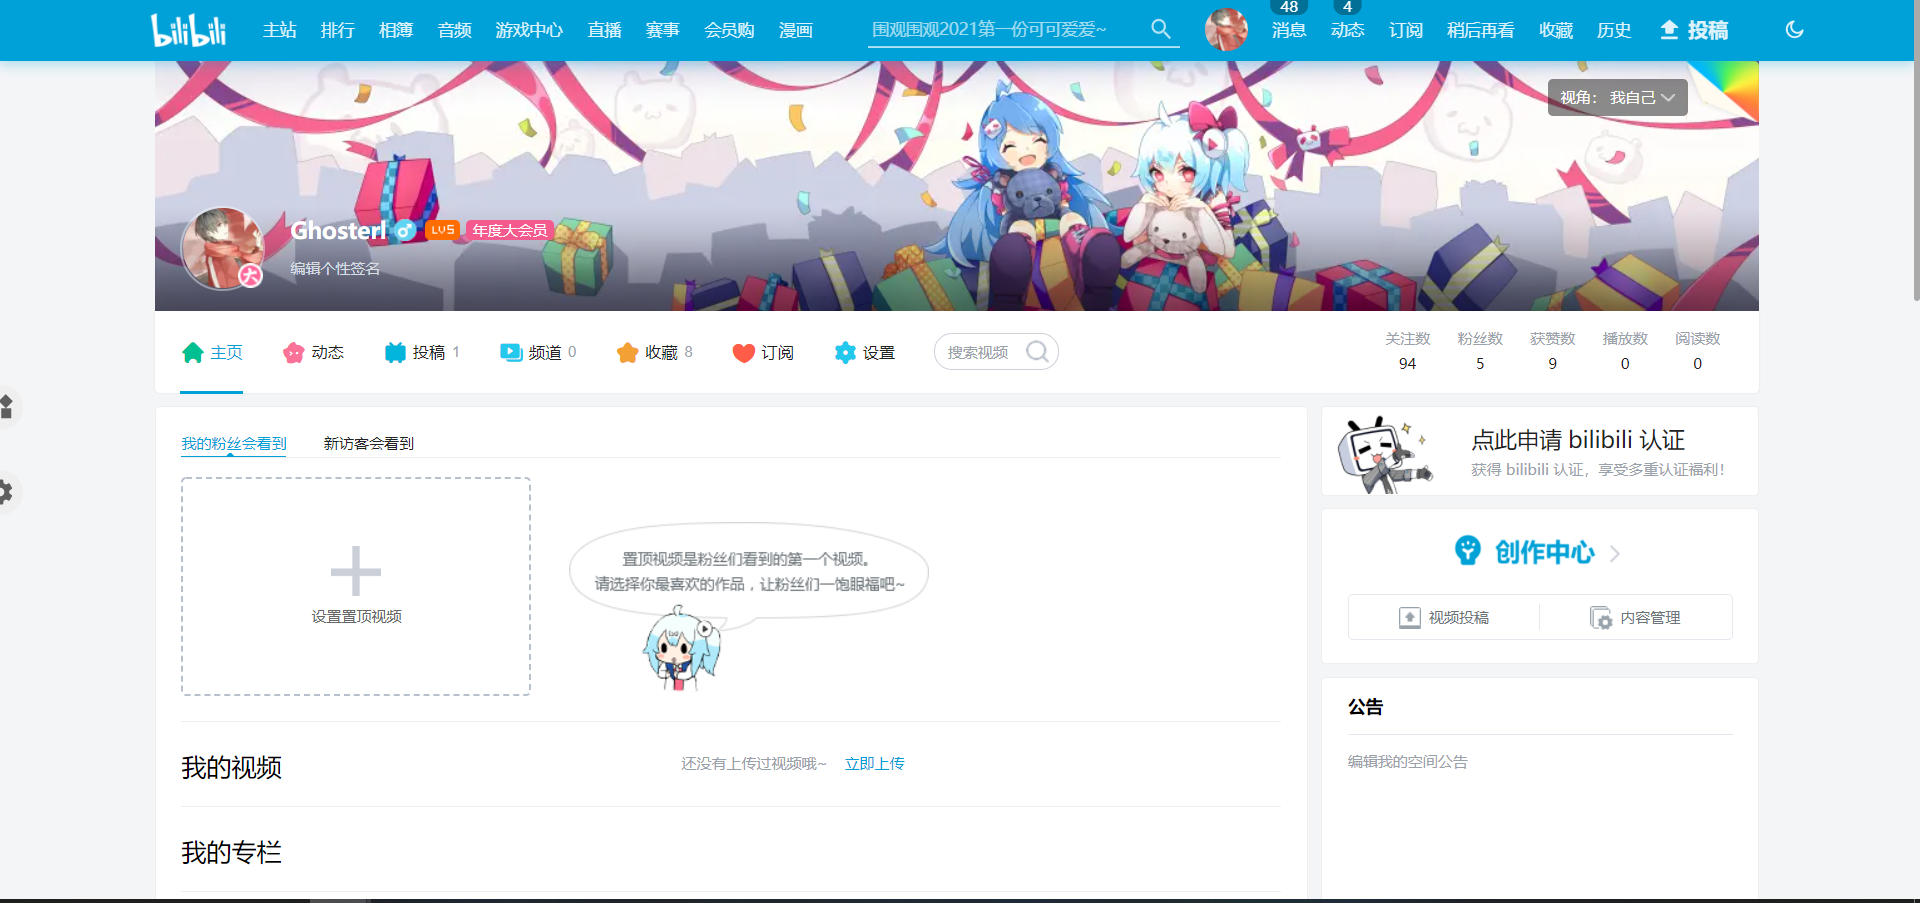 bilibili 主站 排行 相簿 音频 游戏中心 直播 赛事 会员购 漫画 围观围观2021第一份可可爱爱~ 48 消息 4 动态 订阅 稍后再看 收藏 历史 投稿
视角： 我自己
Ghosterl LV5 年度大会员
大
编辑个性签名
主页 动态 投稿 1 频道 0 收藏 8 订阅 设置 搜索视频
关注数 粉丝数 获赞数 播放数 阅读数
94 5 9 0 0
我的粉丝会看到 新访客会看到
设置置顶视频
置顶视频是粉丝们看到的第一个视频。
请选择你最喜欢的作品，让粉丝们一饱眼福吧~
我的视频 还没有上传过视频哦~ 立即上传
我的专栏
点此申请 bilibili 认证
获得 bilibili 认证，享受多重认证福利！
创作中心
视频投稿 内容管理
公告
编辑我的空间公告